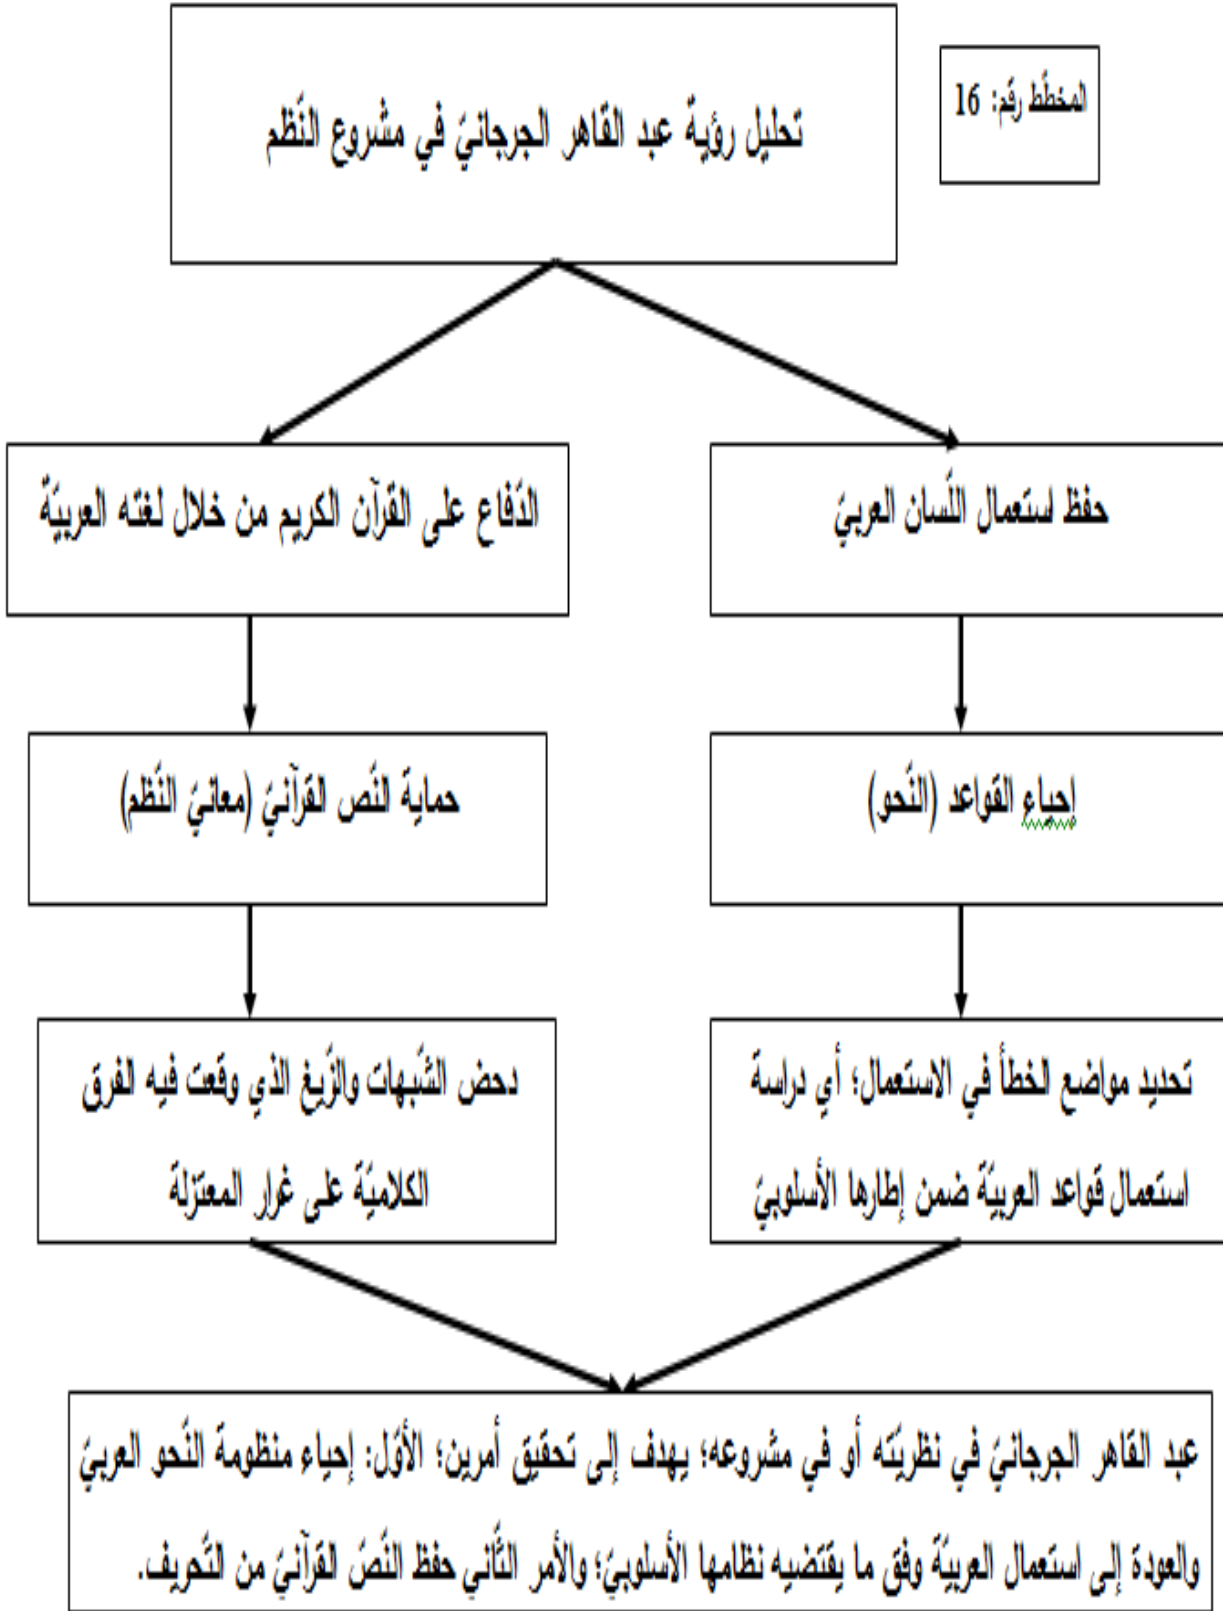 المخطّط رقم: 16
تحليل رؤية عبد القاهر الجرجانيّ في مشروع النّظم
حفظ استعمال اللّسان العربيّ
الدّفاع على القرآن الكريم من خلال لغته العربيّة
إحياء القواعد (النّحو)
حماية النّص القرآنيّ (معانيّ النّظم)
تحديد مواضع الخطأ في الاستعمال؛ أي دراسة
استعمال قواعد العربيّة ضمن إطارها الأسلوبيّ
دحض الشّبهات والزّيغ الذي وقعت فيه الفرق
الكلاميّة على غرار المعتزلة
عبد القاهر الجرجانيّ في نظريّته أو في مشروعه؛ يهدف إلى تحقيق أمرين؛ الأوّل: إحياء منظومة النّحو العربيّ
والعودة إلى استعمال العربيّة وفق ما يقتضيه نظامها الأسلوبيّ؛ والأمر الثّاني حفظ النّصّ القرآنيّ من التّحريف.